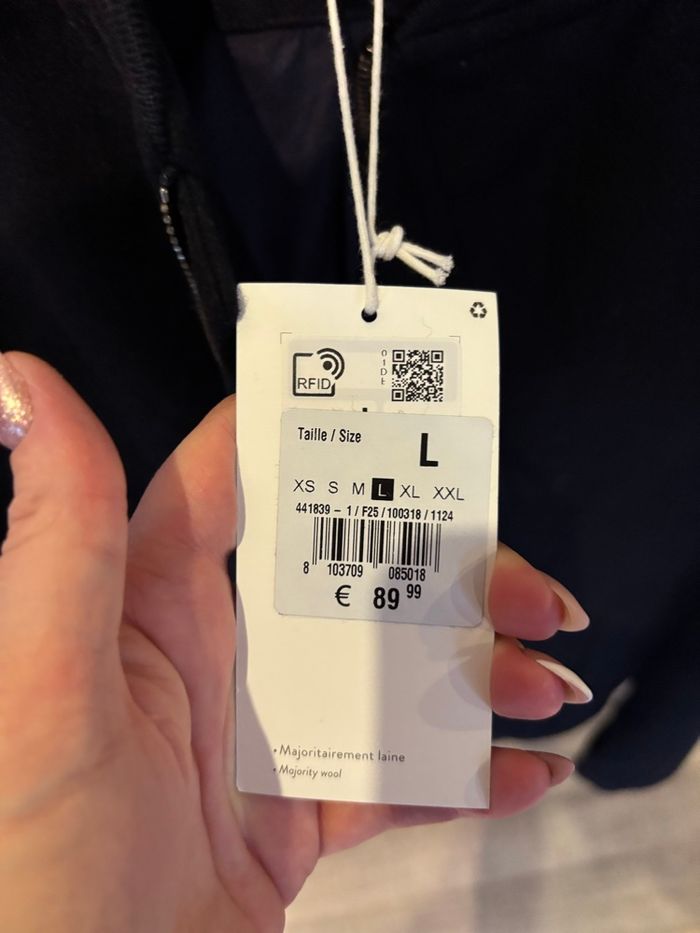 RFID
Taille / Size
L
XS S M L XL XXL
441839 - 1 / F25 / 100318 / 1124
8 103709 085018
€ 89 99
• Majoritairement laine
• Majority wool